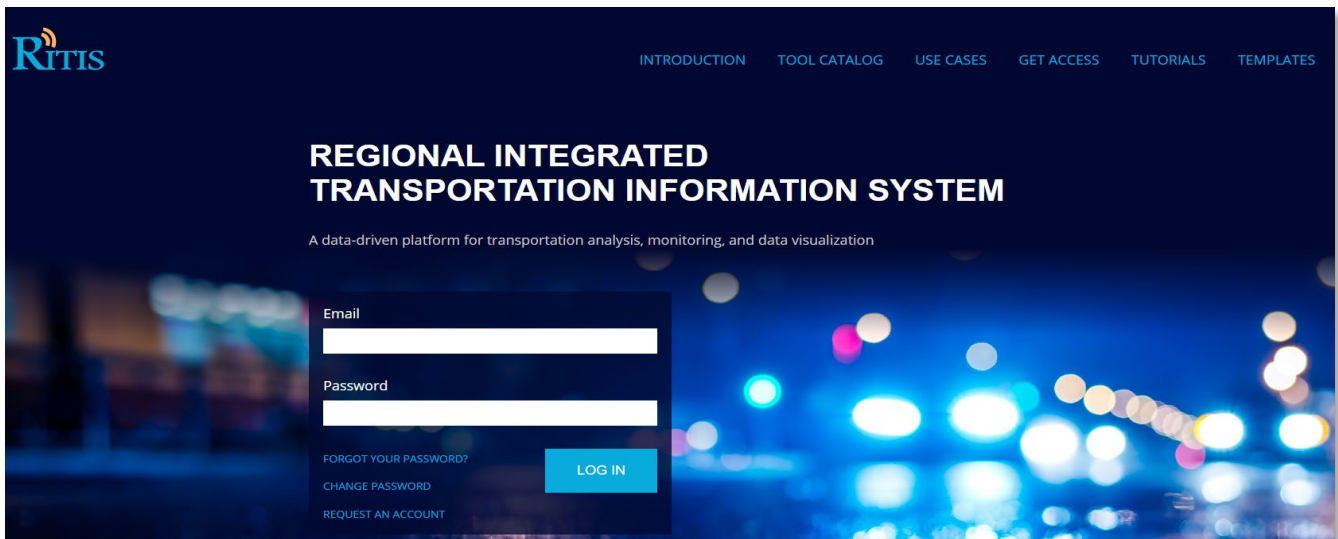 RITIS
INTRODUCTION TOOL CATALOG USE CASES GET ACCESS TUTORIALS TEMPLATES
REGIONAL INTEGRATED
TRANSPORTATION INFORMATION SYSTEM
A data-driven platform for transportation analysis, monitoring, and data visualization
Email
Password
FORGOT YOUR PASSWORD?
LOG IN
CHANGE PASSWORD
REQUEST AN ACCOUNT